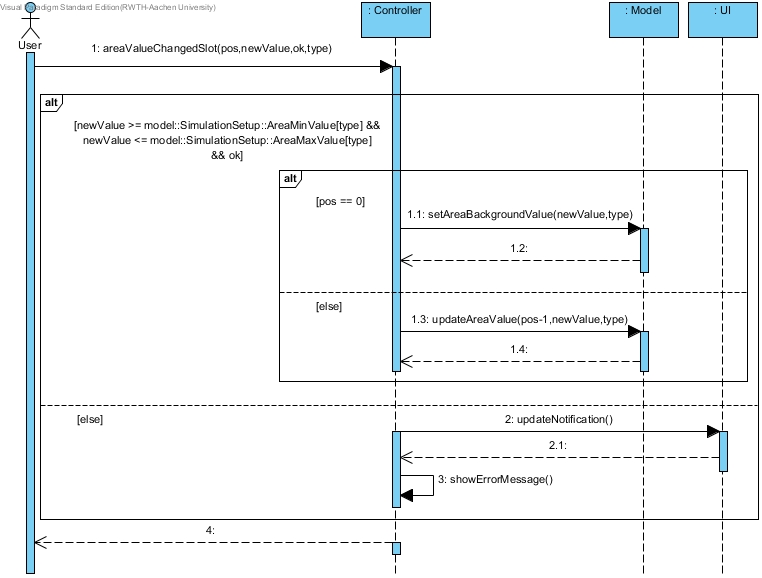 Visual Paradigm Standard Edition(RWTH-Aachen University)
: Controller
: Model
: UI
User
1: areaValueChangedSlot(pos,newValue,ok,type)
alt
[newValue >= model::SimulationSetup::AreaMinValue[type] &&
newValue <= model::SimulationSetup::AreaMaxValue[type]
&& ok]
alt
[pos == 0]
1.1: setAreaBackgroundValue(newValue,type)
1.2:
[else]
1.3: updateAreaValue(pos-1,newValue,type)
1.4:
[else]
2: updateNotification()
2.1:
3: showErrorMessage()
4: